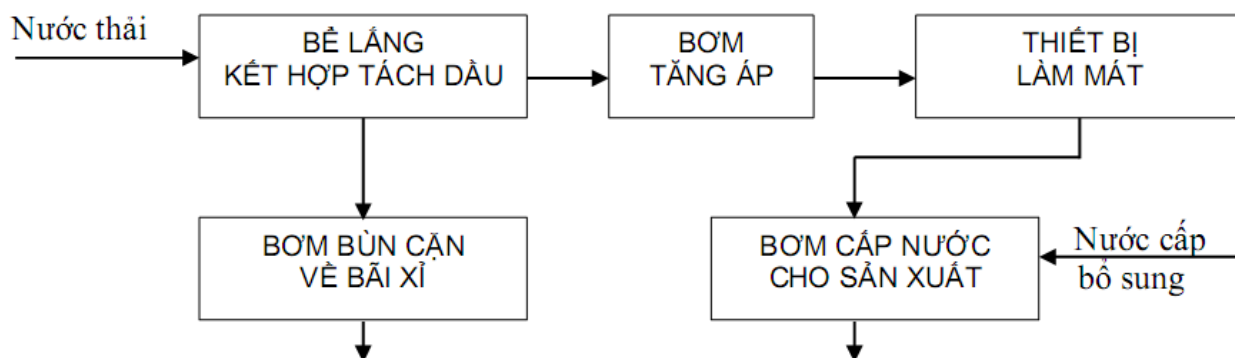 Nước thải
BỂ LẮNG
KẾT HỢP TÁCH DẦU
BƠM
TĂNG ÁP
THIẾT BỊ
LÀM MÁT
BƠM BÙN CẶN
VỀ BÃI XỈ
BƠM CẤP NƯỚC
CHO SẢN XUẤT
Nước cấp
bổ sung